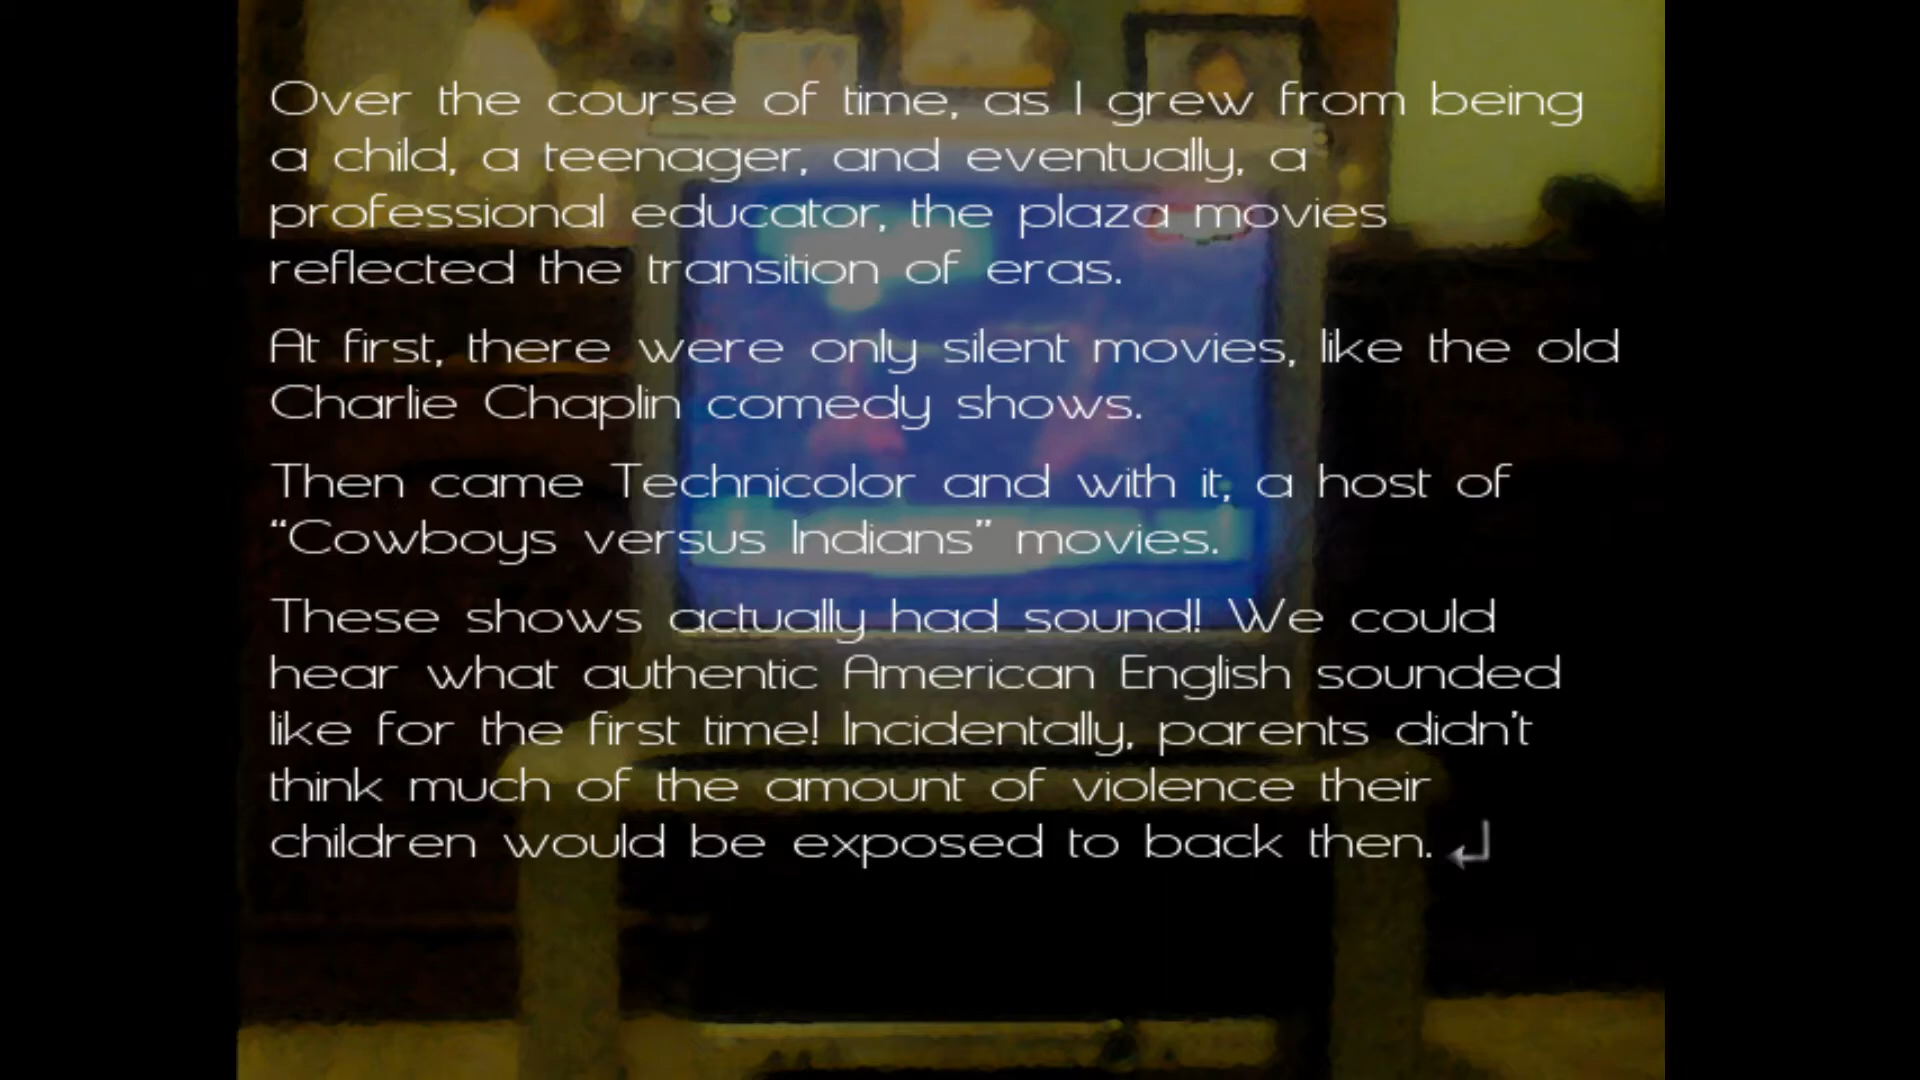 Over the course of time, as I grew from being
a child, a teenager, and eventually, a
professional educator, the plaza movies
reflected the transition of eras.
At first, there were only silent movies, like the old
Charlie Chaplin comedy shows.
Then came Technicolor and with it, a host of
“Cowboys versus Indians” movies.
These shows actually had sound! We could
hear what authentic American English sounded
like for the first time! Incidentally, parents didn't
think much of the amount of violence their
children would be exposed to back then.